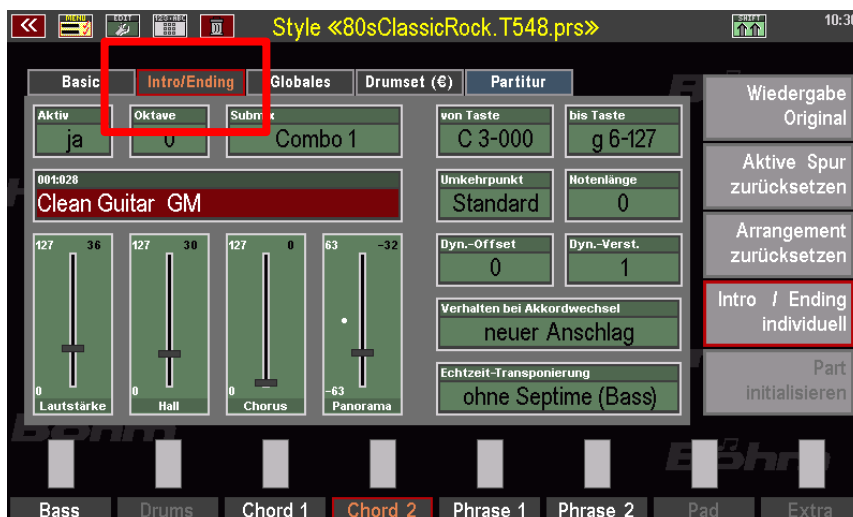 MENU EDIT 123·ABC Style «80sClassicRock.T548.prs» SHIFT
Basic Intro/Ending Globales Drumset (€) Partitur
Aktiv Oktave Submix von Taste bis Taste
ja 0 Combo 1 C 3-000 g 6-127
001:028 Umkehrpunkt Notenlänge
Clean Guitar GM Standard 0
127 36 127 30 127 0 63 -32 Dyn.-Offset Dyn.-Verst.
0 1
Verhalten bei Akkordwechsel
neuer Anschlag
Echtzeit-Transponierung
ohne Septime (Bass)
0 0 0 -63
Lautstärke Hall Chorus Panorama
Wiedergabe
Original
Aktive Spur
zurücksetzen
Arrangement
zurücksetzen
Intro / Ending
individuell
Part
initialisieren
Böhm Böhm
Bass Drums Chord 1 Chord 2 Phrase 1 Phrase 2 Pad Extra